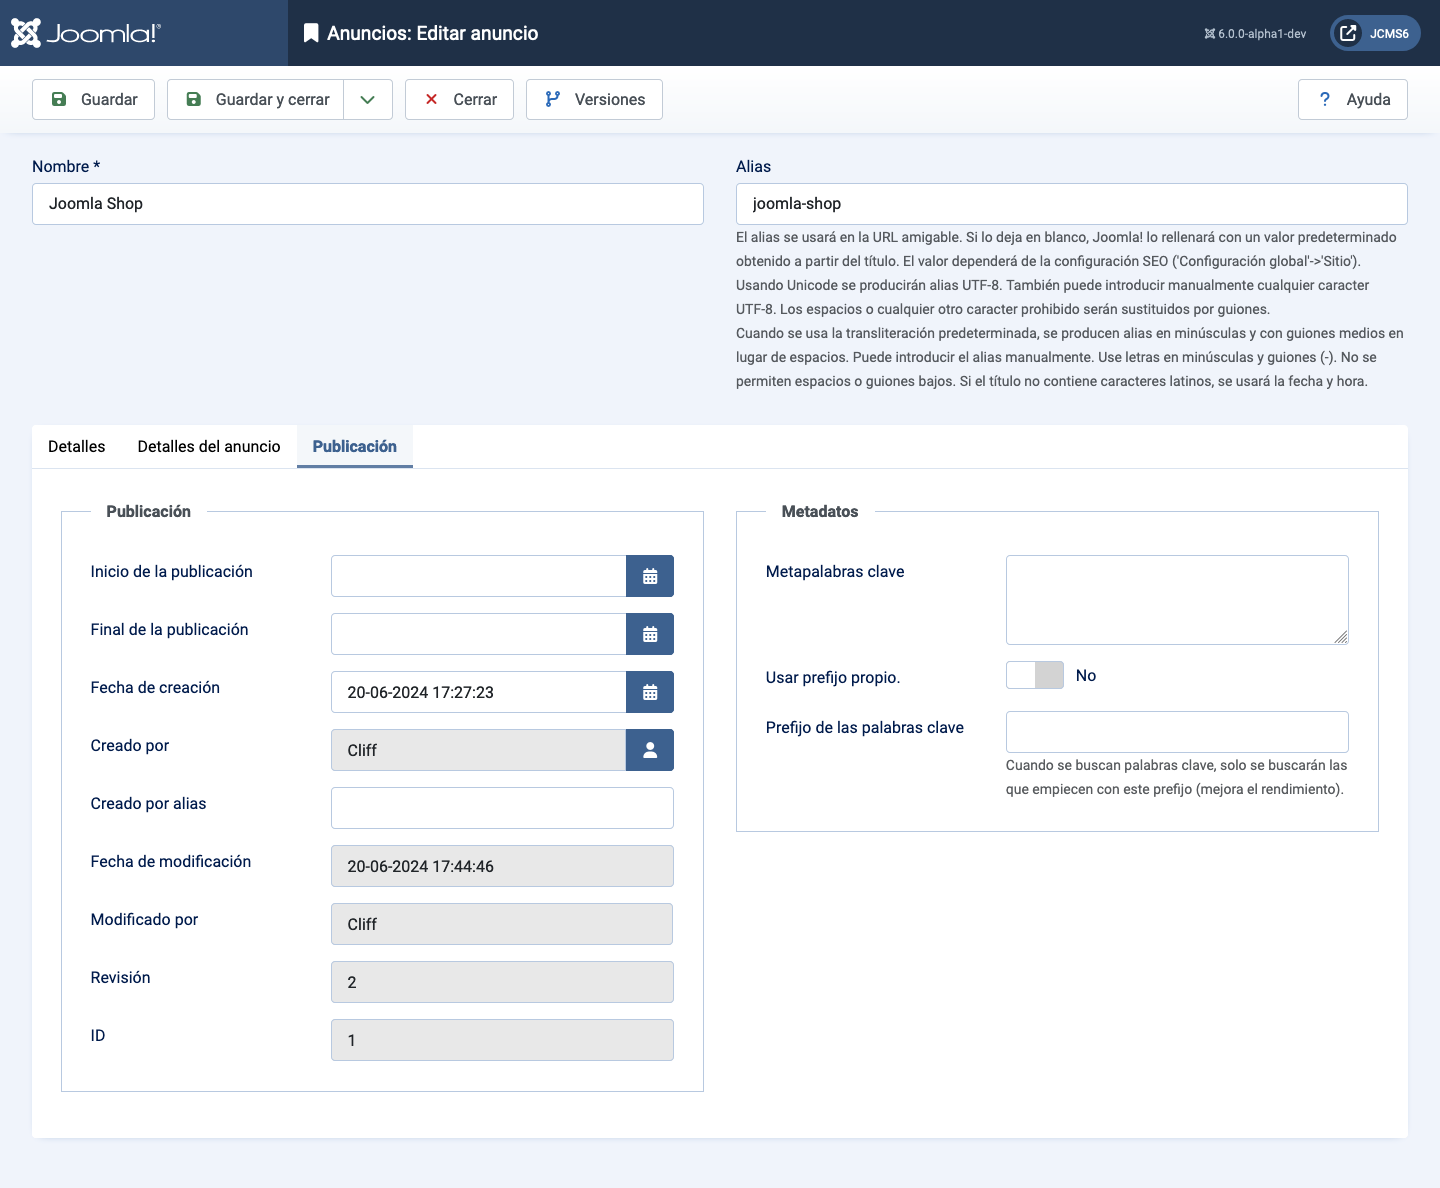 Joomla!®
Anuncios: Editar anuncio
6.0.0-alpha1-dev
JCMS6
Guardar
Guardar y cerrar
Cerrar
Versiones
? Ayuda
Nombre *
Joomla Shop
Alias
joomla-shop
El alias se usará en la URL amigable. Si lo deja en blanco, Joomla! lo rellenará con un valor predeterminado
obtenido a partir del título. El valor dependerá de la configuración SEO ('Configuración global'->'Sitio').
Usando Unicode se producirán alias UTF-8. También puede introducir manualmente cualquier caracter
UTF-8. Los espacios o cualquier otro caracter prohibido serán sustituidos por guiones.
Cuando se usa la transliteración predeterminada, se producen alias en minúsculas y con guiones medios en
lugar de espacios. Puede introducir el alias manualmente. Use letras en minúsculas y guiones (-). No se
permiten espacios o guiones bajos. Si el título no contiene caracteres latinos, se usará la fecha y hora.
Detalles
Detalles del anuncio
Publicación
Publicación
Inicio de la publicación
Final de la publicación
Fecha de creación
20-06-2024 17:27:23
Creado por
Cliff
Creado por alias
Fecha de modificación
20-06-2024 17:44:46
Modificado por
Cliff
Revisión
2
ID
1
Metadatos
Metapalabras clave
Usar prefijo propio.
No
Prefijo de las palabras clave
Cuando se buscan palabras clave, solo se buscarán las
que empiecen con este prefijo (mejora el rendimiento).